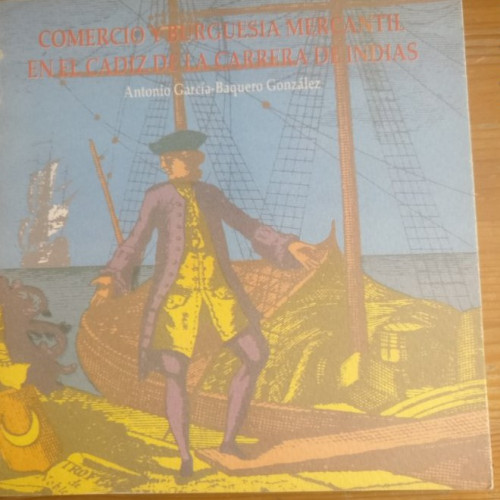 COMERCIO Y BURGUESIA MERCANTIL
EN EL CADIZ DE LA CARRERA DE INDIAS
Antonio García-Baquero González